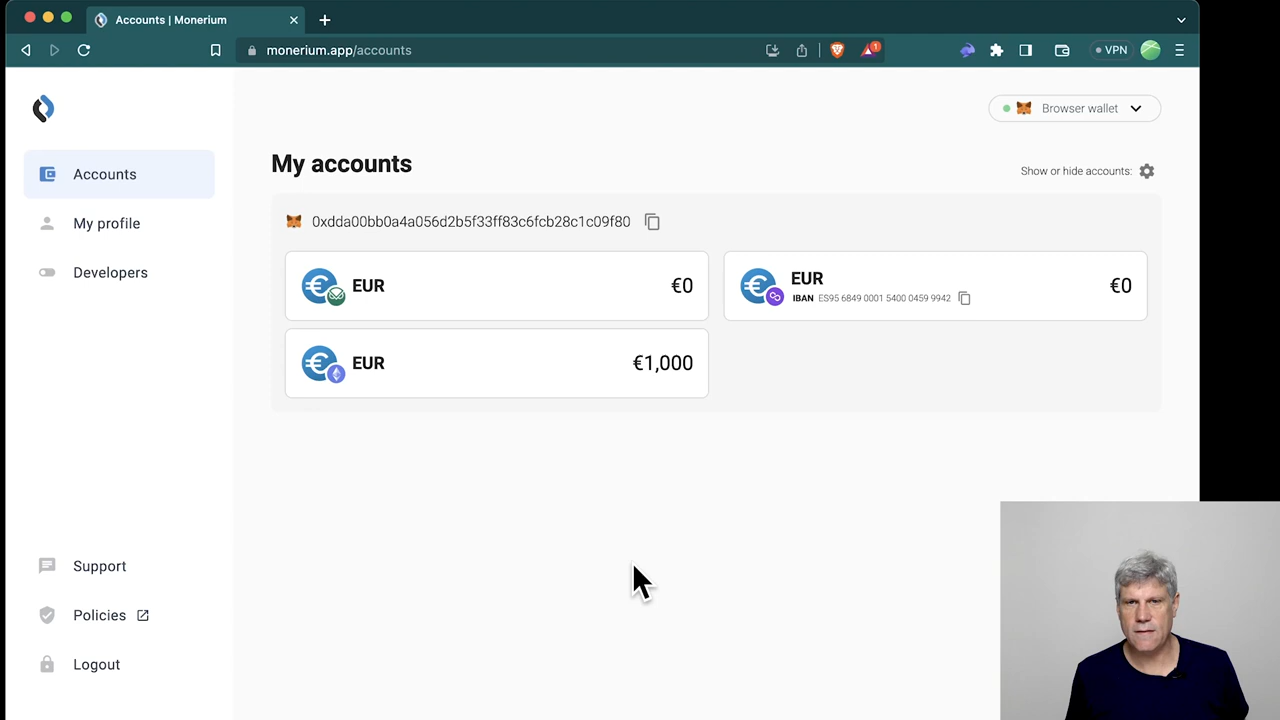 Accounts | Monerium
monerium.app/accounts
1
VPN
Browser wallet
Accounts
My profile
Developers
My accounts
Show or hide accounts:
0xdda00bb0a4a056d2b5f33ff83c6fcb28c1c09f80
EUR
€0
EUR
IBAN ES95 6849 0001 5400 0459 9942
€0
EUR
€1,000
Support
Policies
Logout